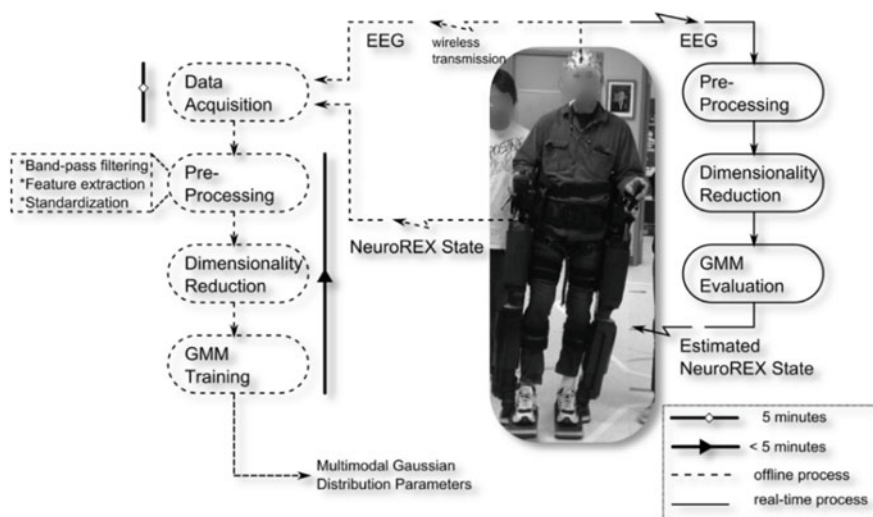 EEG
wireless
transmission
EEG
Data
Acquisition
Pre-
Processing
*Band-pass filtering
*Feature extraction
*Standardization
Pre-
Processing
Dimensionality
Reduction
NeuroREX State
Dimensionality
Reduction
GMM
Evaluation
GMM
Training
Estimated
NeuroREX State
Multimodal Gaussian
Distribution Parameters
5 minutes
< 5 minutes
offline process
real-time process